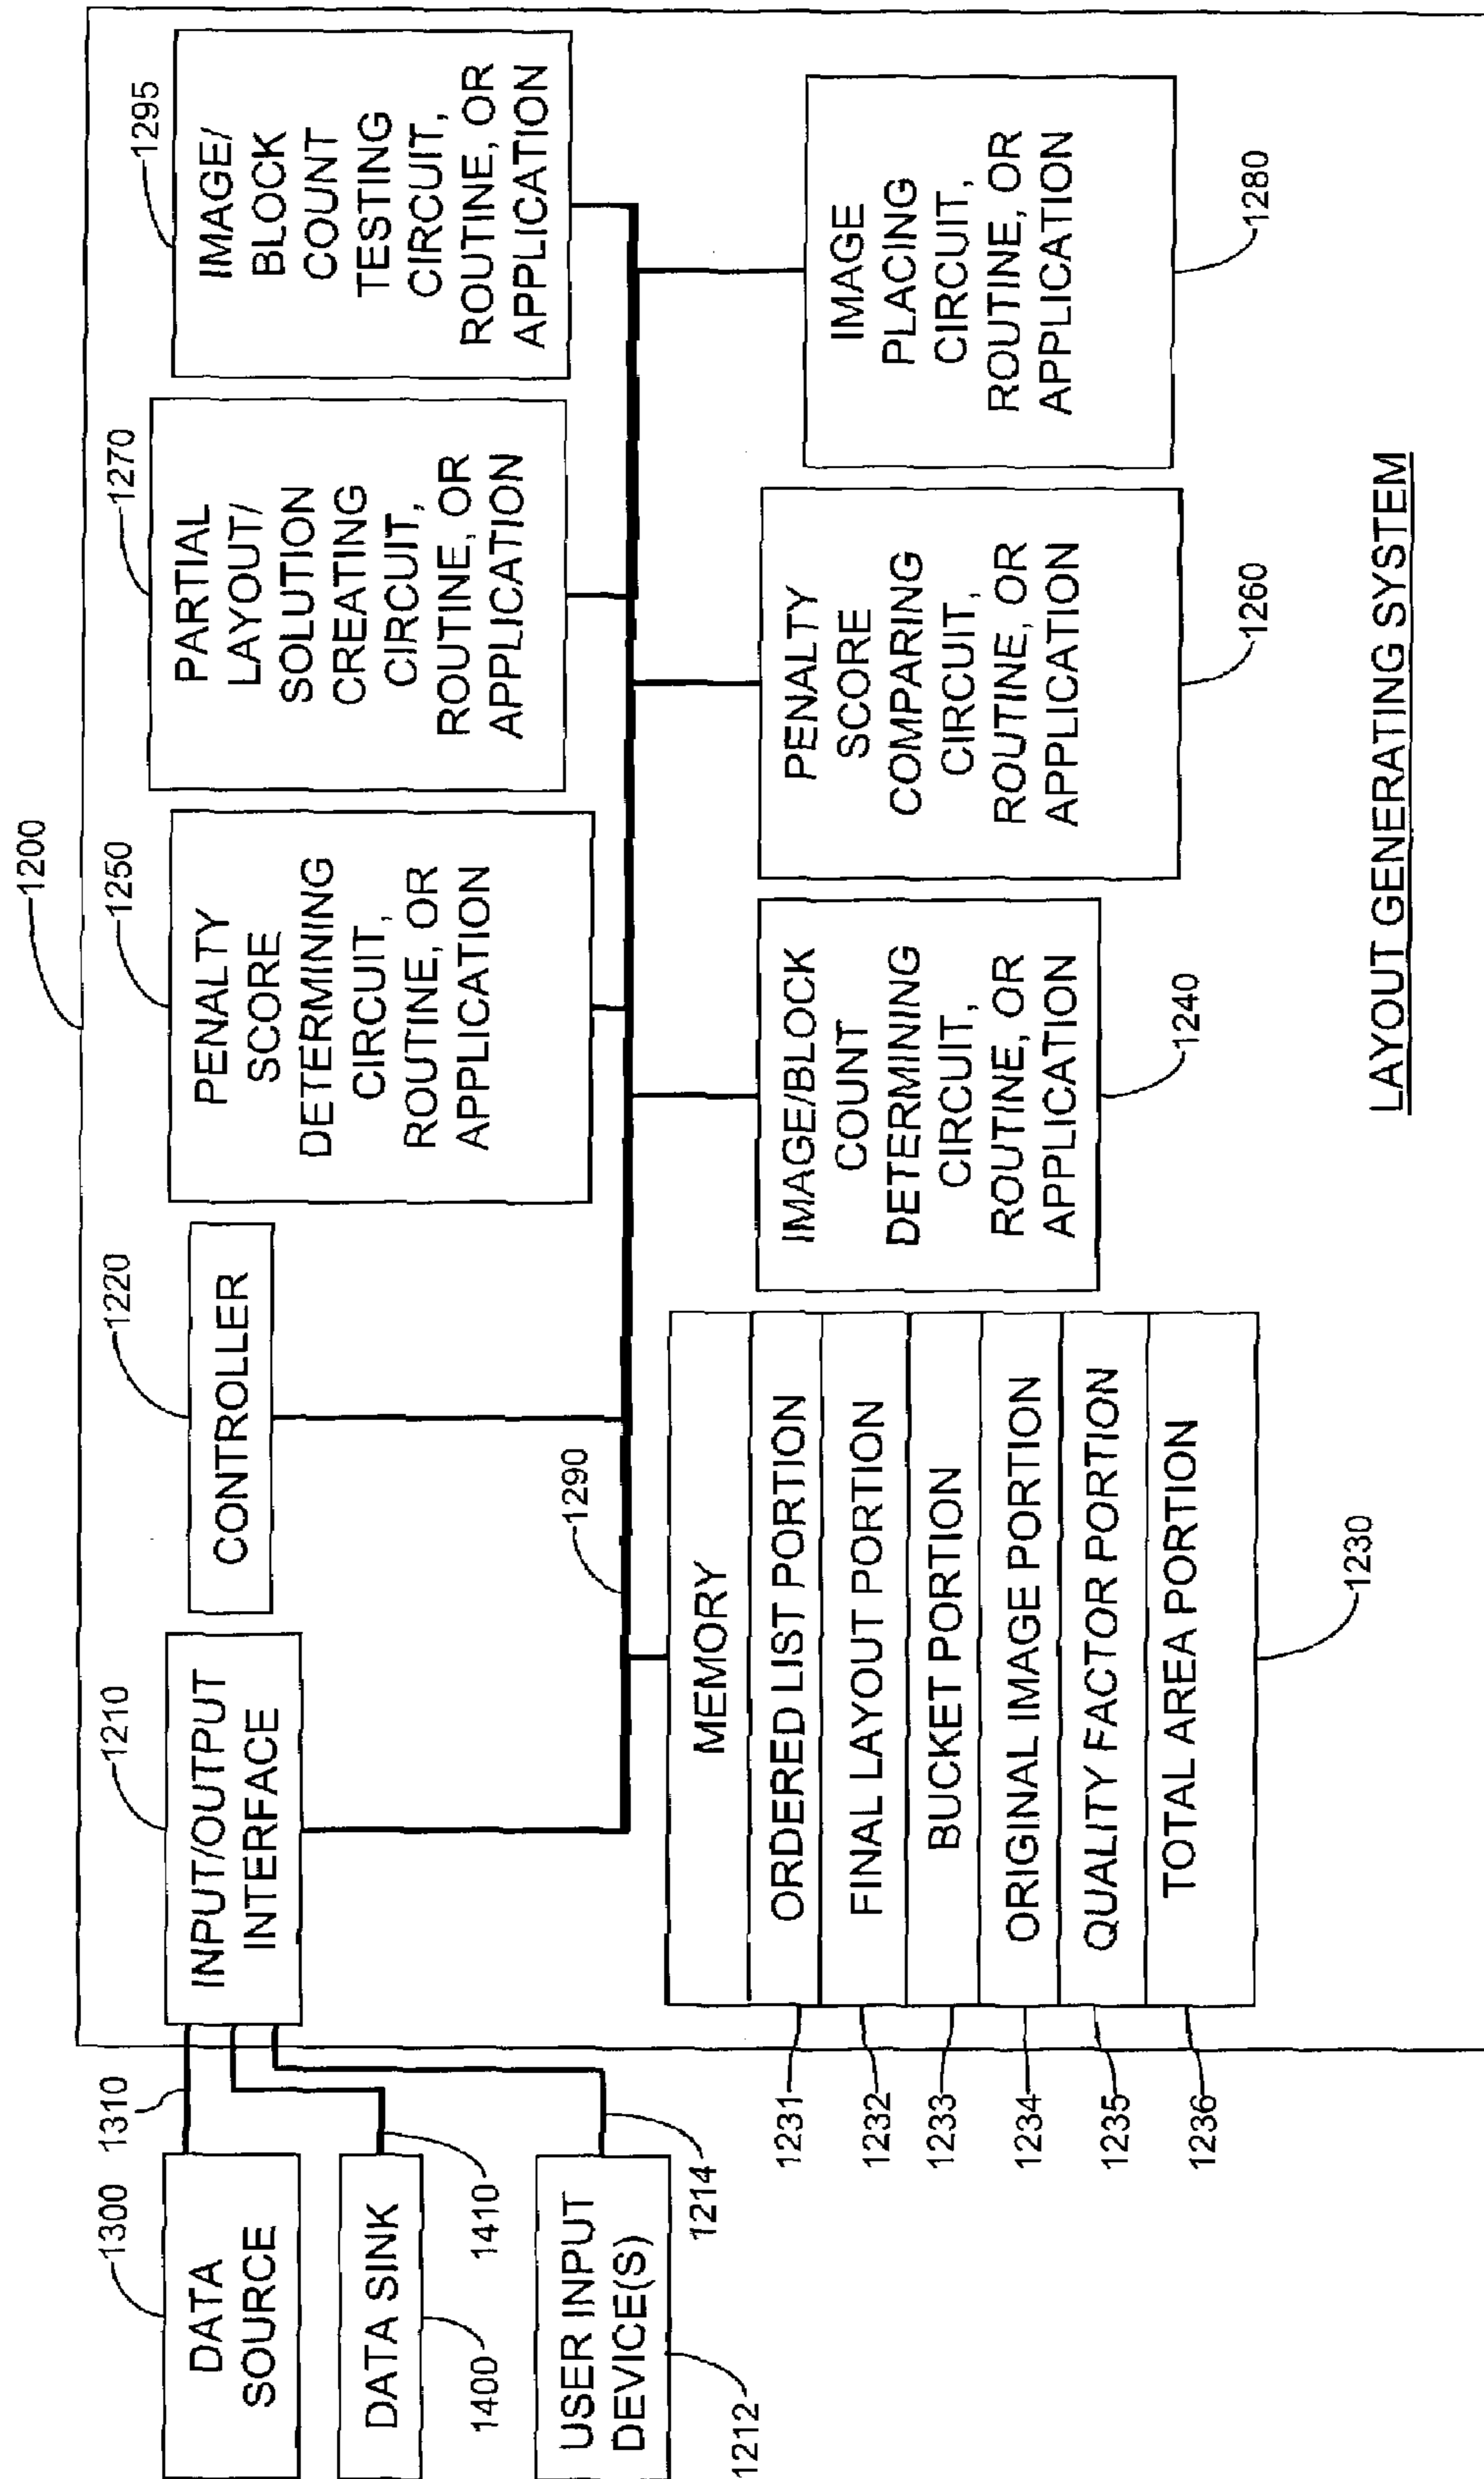 1200
1300
DATA
SOURCE
1310
DATA SINK
1400
1410
USER INPUT
DEVICE(S)
1212
1214
1210
INPUT/OUTPUT
INTERFACE
1220
CONTROLLER
1250
PENALTY
SCORE
DETERMINING
CIRCUIT,
ROUTINE, OR
APPLICATION
1270
PARTIAL
LAYOUT/
SOLUTION
CREATING
CIRCUIT,
ROUTINE, OR
APPLICATION
1295
IMAGE/
BLOCK
COUNT
TESTING
CIRCUIT,
ROUTINE, OR
APPLICATION
1290
MEMORY
1231
ORDERED LIST PORTION
1232
FINAL LAYOUT PORTION
1233
BUCKET PORTION
1234
ORIGINAL IMAGE PORTION
1235
QUALITY FACTOR PORTION
1236
TOTAL AREA PORTION
1230
IMAGE/BLOCK
COUNT
DETERMINING
CIRCUIT,
ROUTINE, OR
APPLICATION
1240
PENALTY
SCORE
COMPARING
CIRCUIT,
ROUTINE, OR
APPLICATION
1260
IMAGE
PLACING
CIRCUIT,
ROUTINE, OR
APPLICATION
1280
LAYOUT GENERATING SYSTEM